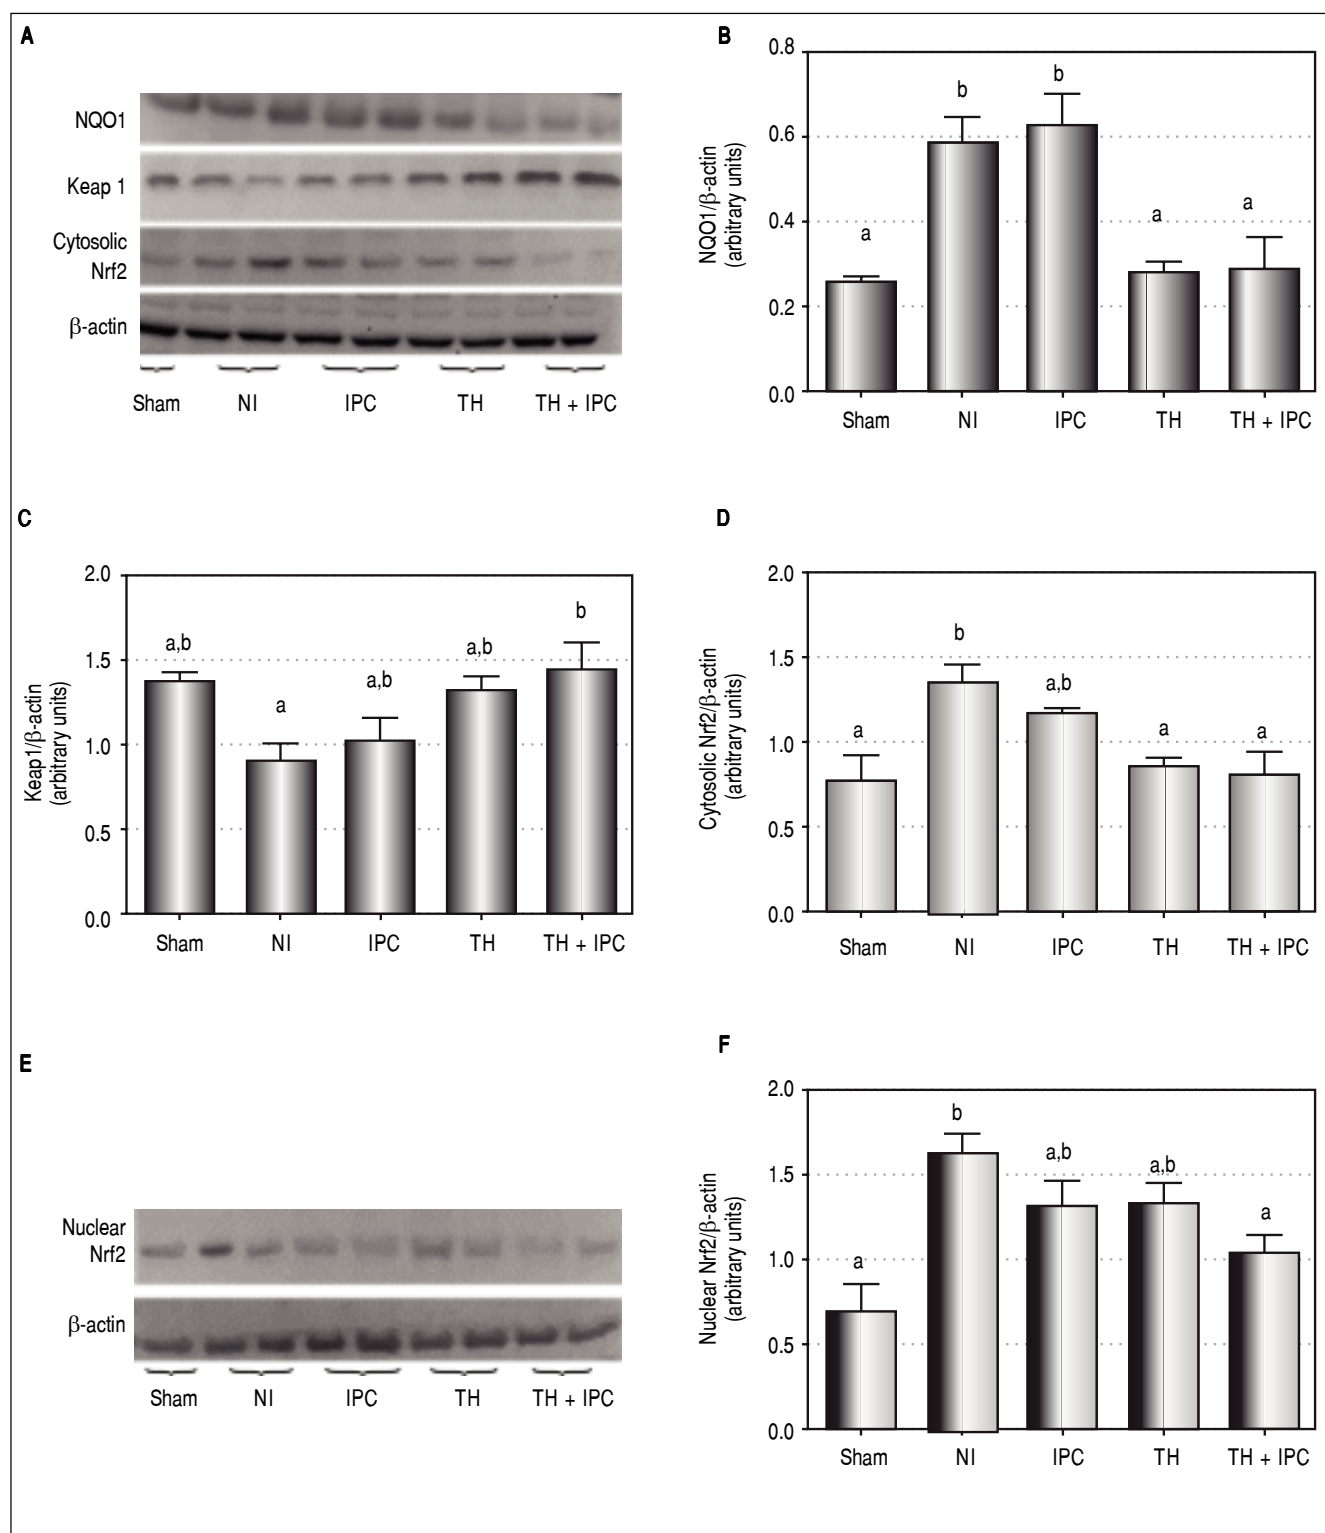 A
NQO1
Keap 1
Cytosolic
Nrf2
β-actin
Sham NI IPC TH TH + IPC
B
NQO1/β-actin
(arbitrary units)
0.8
0.6
0.4
0.2
0.0
a b b a a
Sham NI IPC TH TH + IPC
C
Keap1/β-actin
(arbitrary units)
2.0
1.5
1.0
0.5
0.0
a,b a a,b a,b b
Sham NI IPC TH TH + IPC
D
Cytosolic Nrf2/β-actin
(arbitrary units)
2.0
1.5
1.0
0.5
0.0
a b a,b a a
Sham NI IPC TH TH + IPC
E
Nuclear
Nrf2
β-actin
Sham NI IPC TH TH + IPC
F
Nuclear Nrf2/β-actin
(arbitrary units)
2.0
1.5
1.0
0.5
0.0
a b a,b a,b a
Sham NI IPC TH TH + IPC